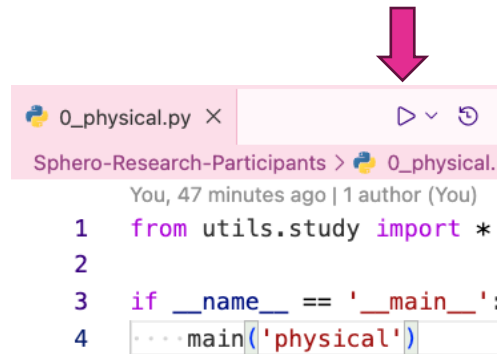 0_physical.py
Sphero-Research-Participants > 0_physical.
You, 47 minutes ago | 1 author (You)
1 from utils.study import *
2
3 if __name__ == '__main__':
4 ····main('physical')